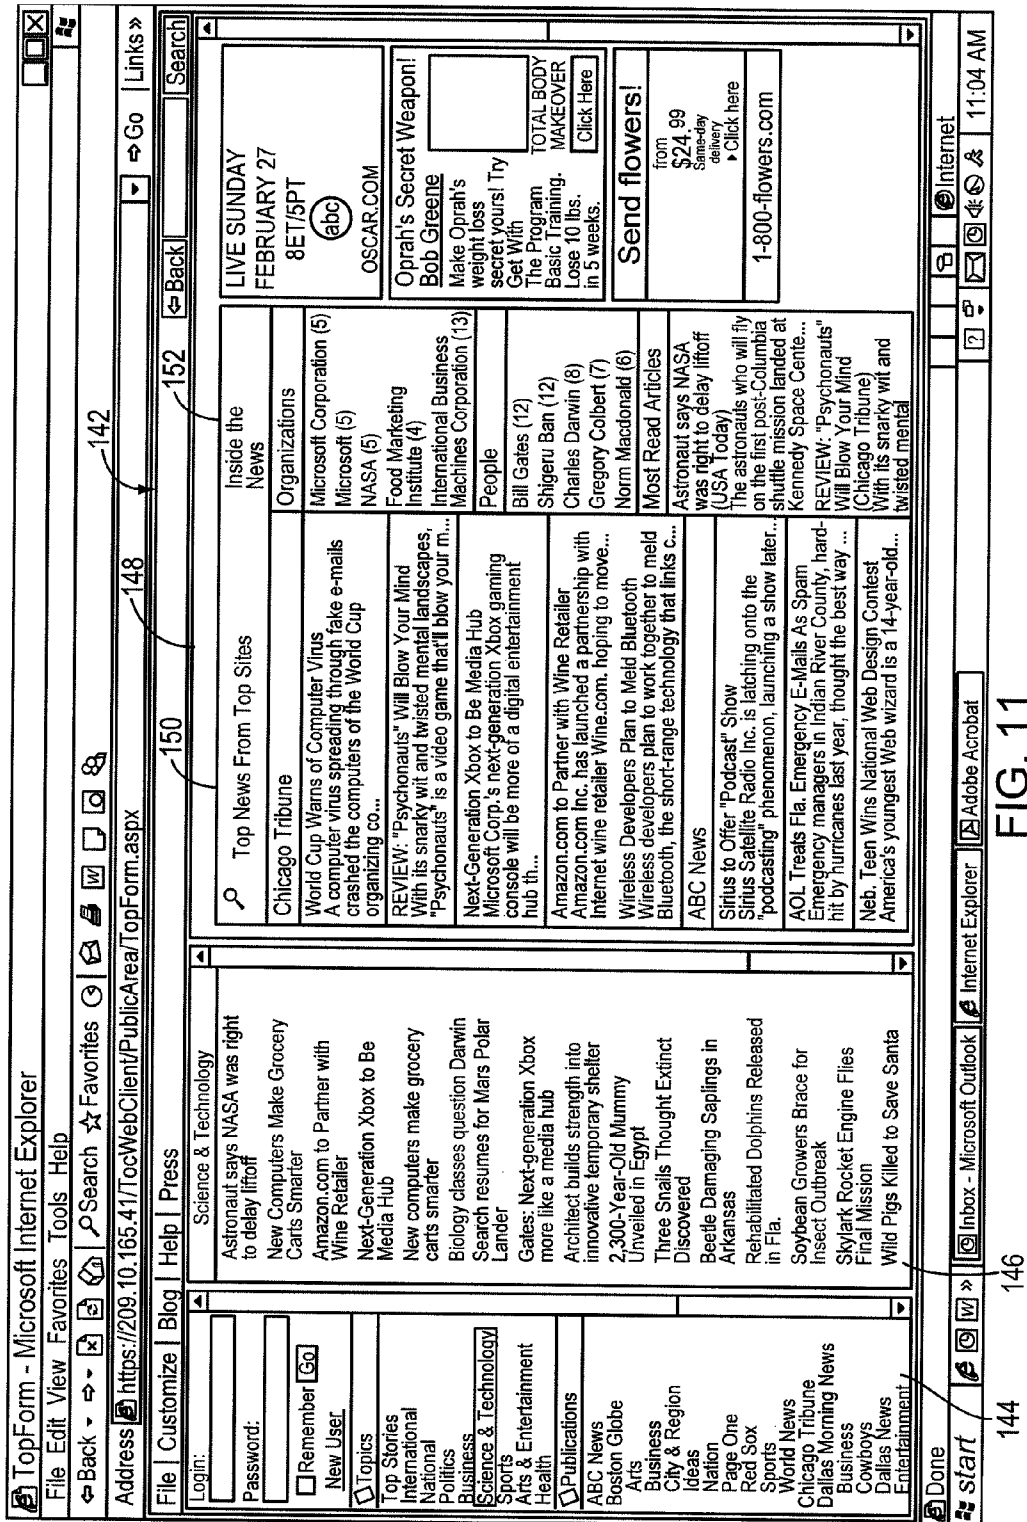 TopForm - Microsoft Internet Explorer
File Edit View Favorites Tools Help
Back
Search Favorites
Address https://209.10.165.41/TocWebClient/PublicArea/TopForm.aspx
Go Links »
142
File | Customize | Blog | Help | Press
Back
Search
Login:
Password:
Remember Go
New User
Topics
Top Stories
International
National
Politics
Business
Science & Technology
Sports
Arts & Entertainment
Health
Publications
ABC News
Boston Globe
Arts
Business
City & Region
Ideas
Nation
Page One
Red Sox
Sports
World News
Chicago Tribune
Dallas Morning News
Business
Cowboys
Dallas News
Entertainment
144
Science & Technology
Astronaut says NASA was right
to delay liftoff
New Computers Make Grocery
Carts Smarter
Amazon.com to Partner with
Wine Retailer
Next-Generation Xbox to Be
Media Hub
New computers make grocery
carts smarter
Biology classes question Darwin
Search resumes for Mars Polar
Lander
Gates: Next-generation Xbox
more like a media hub
Architect builds strength into
innovative temporary shelter
2,300-Year-Old Mummy
Unveiled in Egypt
Three Snails Thought Extinct
Discovered
Beetle Damaging Saplings In
Arkansas
Rehabilitated Dolphins Released
in Fla.
Soybean Growers Brace for
Insect Outbreak
Skylark Rocket Engine Flies
Final Mission
Wild Pigs Killed to Save Santa
146
150
148
152
Top News From Top Sites
Chicago Tribune
World Cup Warns of Computer Virus
A computer virus spreading through fake e-mails
crashed the computers of the World Cup
organizing co...
REVIEW: "Psychonauts" Will Blow Your Mind
With its snarky wit and twisted mental landscapes,
"Psychonauts" is a video game that'll blow your m...
Next-Generation Xbox to Be Media Hub
Microsoft Corp.'s next-generation Xbox gaming
console will be more of a digital entertainment
hub th...
Amazon.com to Partner with Wine Retailer
Amazon.com Inc. has launched a partnership with
Internet wine retailer Wine.com. hoping to move...
Wireless Developers Plan to Meld Bluetooth
Wireless developers plan to work together to meld
Bluetooth, the short-range technology that links c...
ABC News
Sirius to Offer "Podcast" Show
Sirius Satellite Radio Inc. is latching onto the
"podcasting" phenomenon, launching a show later...
AOL Treats Fla. Emergency E-Mails As Spam
Emergency managers in Indian River County, hard-
hit by hurricanes last year, thought the best way ...
Neb. Teen Wins National Web Design Contest
America's youngest Web wizard is a 14-year-old...
Inside the
News
Organizations
Microsoft Corporation (5)
Microsoft (5)
NASA (5)
Food Marketing
Institute (4)
International Business
Machines Corporation (13)
People
Bill Gates (12)
Shigeru Ban (12)
Charles Darwin (8)
Gregory Colbert (7)
Norm Macdonald (6)
Most Read Articles
Astronaut says NASA
was right to delay liftoff
(USA Today)
The astronauts who will fly
on the first post-Columbia
shuttle mission landed at
Kennedy Space Cente...
REVIEW: "Psychonauts"
Will Blow Your Mind
(Chicago Tribune)
With its snarky wit and
twisted mental
LIVE SUNDAY
FEBRUARY 27
8ET/5PT
abc
OSCAR.COM
Oprah's Secret Weapon!
Bob Greene
Make Oprah's
weight loss
secret yours! Try
Get With
The Program
Basic Training.
Lose 10 lbs.
in 5 weeks.
TOTAL BODY
MAKEOVER
Click Here
Send flowers!
from
$24.99
Same-day
delivery
Click here
1-800-flowers.com
Done
Internet
start
W »
Inbox - Microsoft Outlook
Internet Explorer
Adobe Acrobat
11:04 AM
FIG. 11